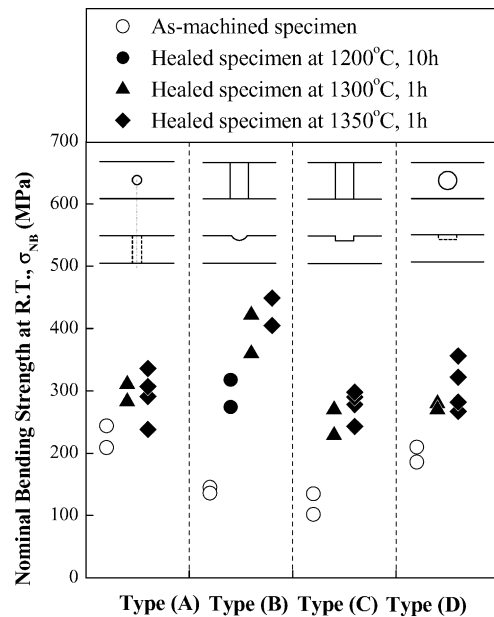 As-machined specimen
Healed specimen at 1200°C, 10h
Healed specimen at 1300°C, 1h
Healed specimen at 1350°C, 1h
Nominal Bending Strength at R.T., σNB (MPa)
700
600
500
400
300
200
100
0
Type (A) Type (B) Type (C) Type (D)